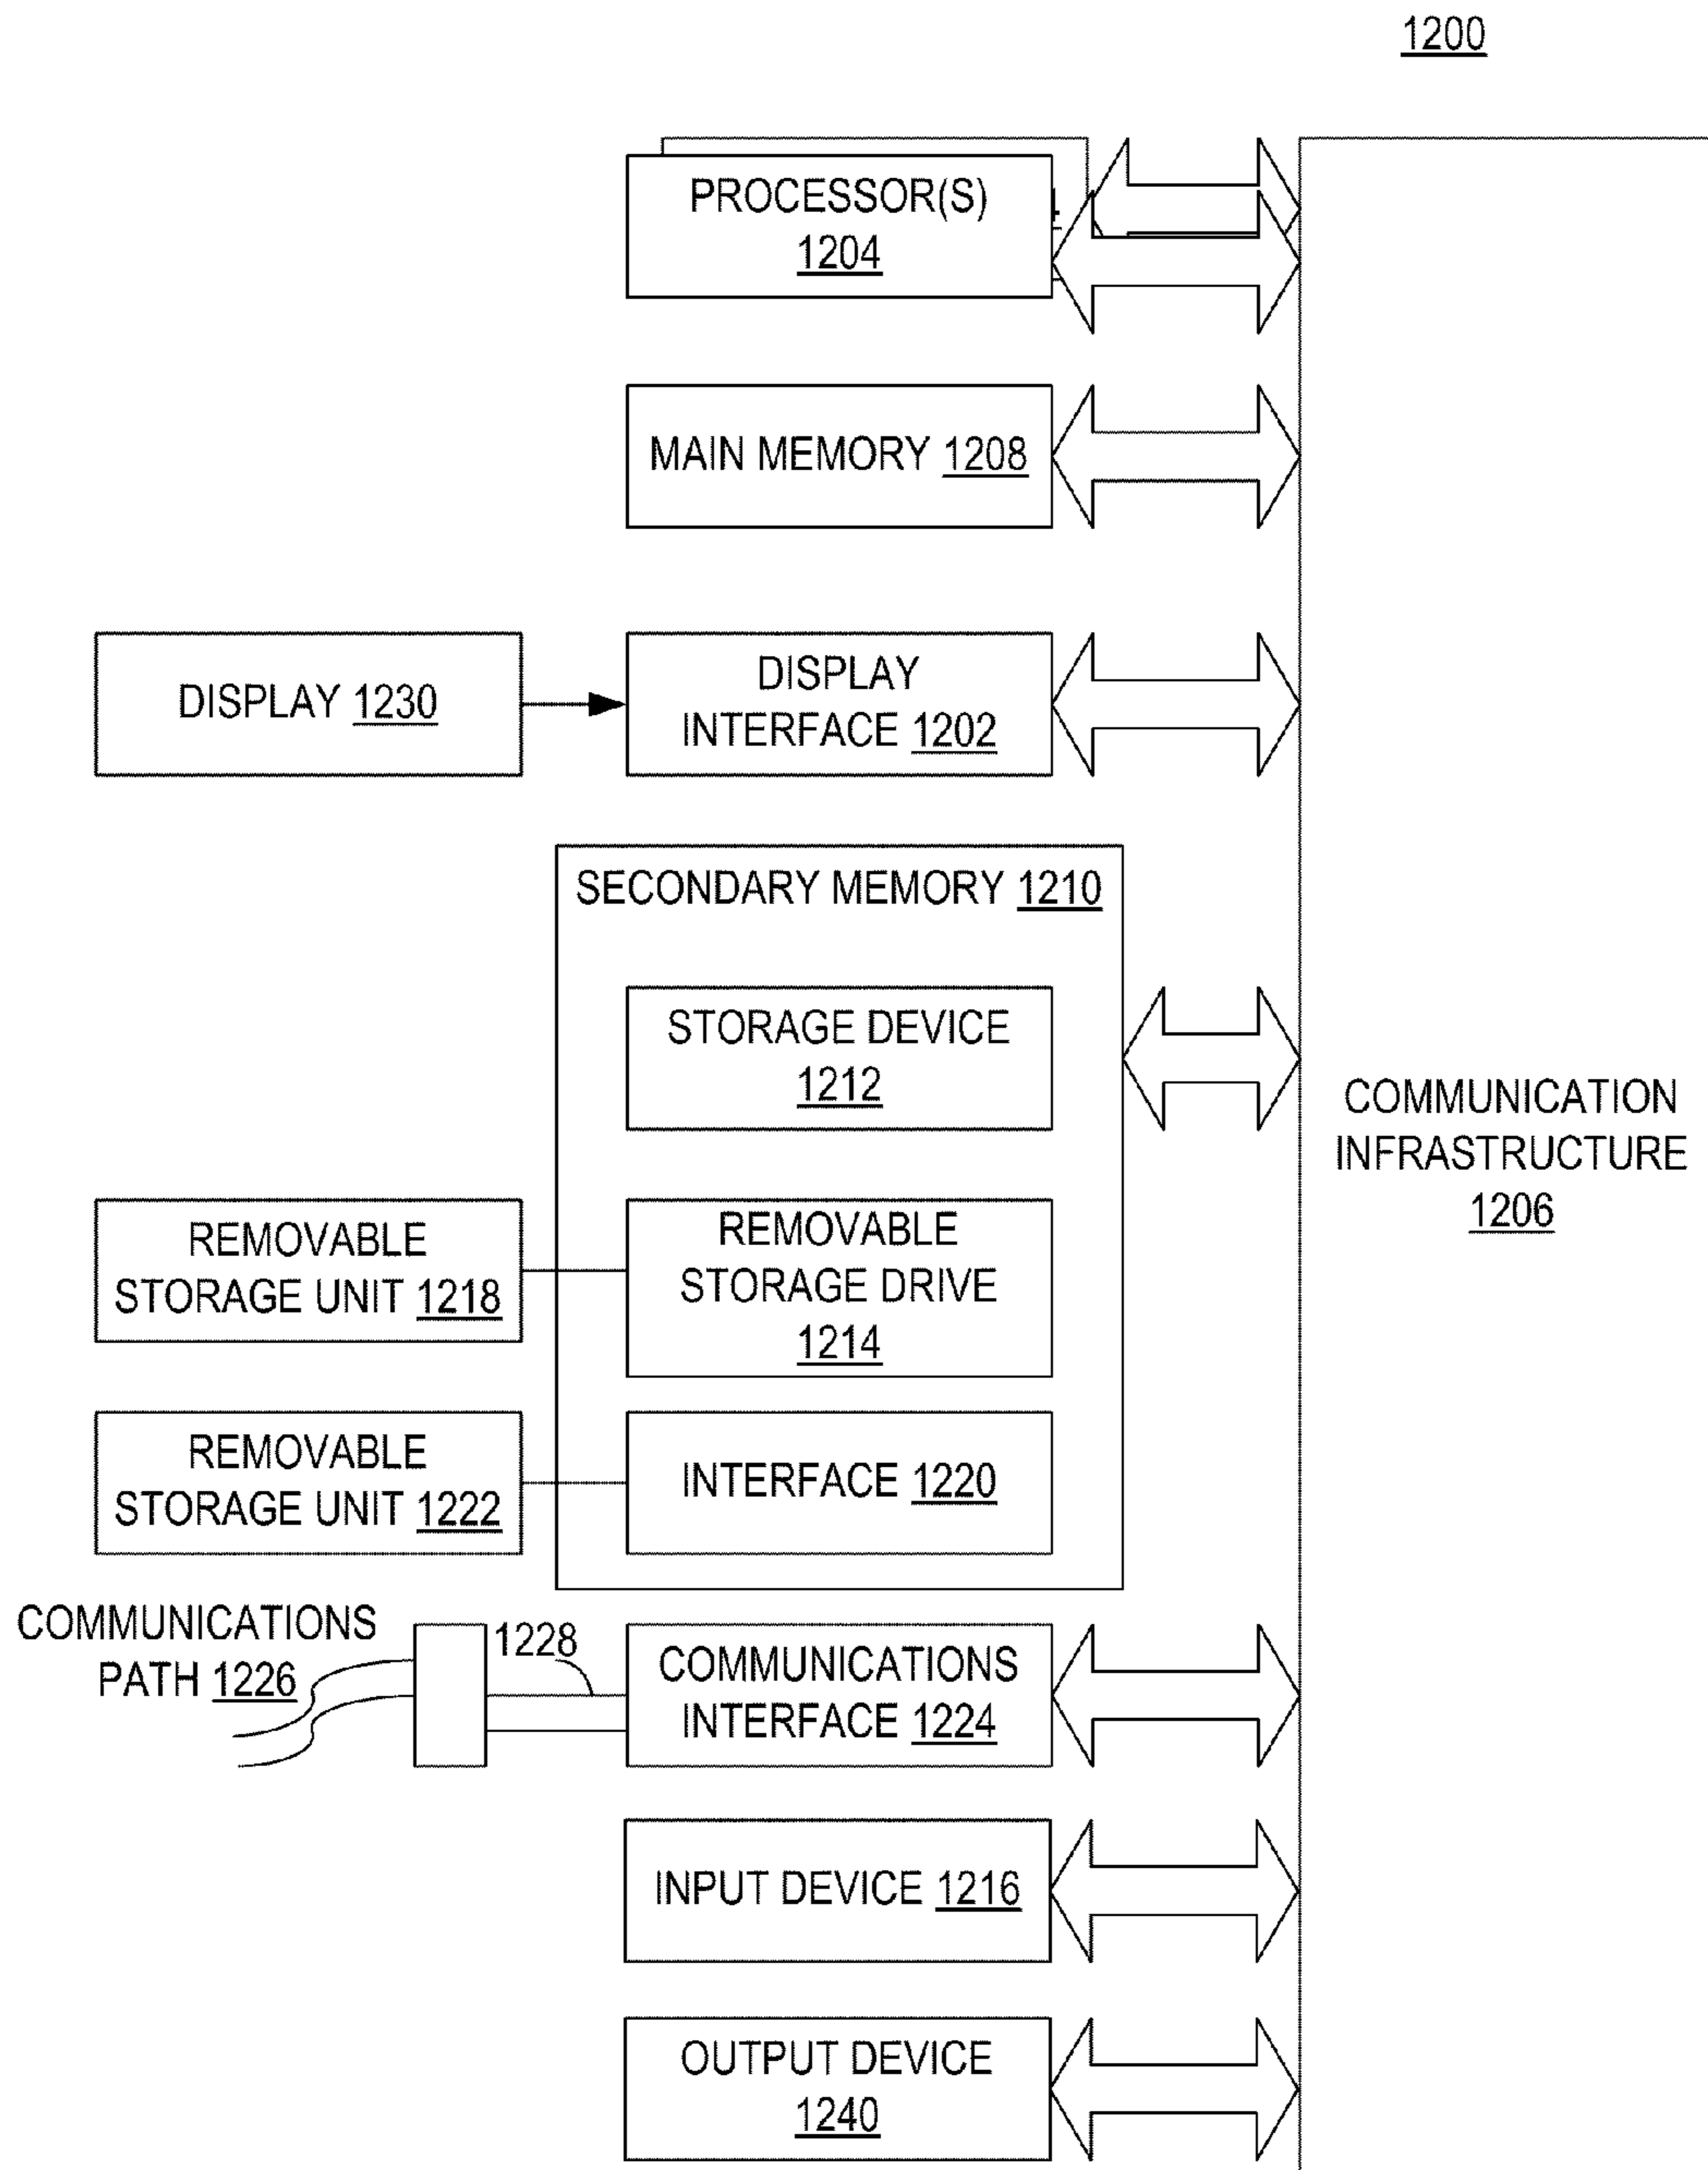 1200
PROCESSOR(S)
1204
4
MAIN MEMORY 1208
DISPLAY 1230
DISPLAY
INTERFACE 1202
SECONDARY MEMORY 1210
STORAGE DEVICE
1212
COMMUNICATION
INFRASTRUCTURE
1206
REMOVABLE
STORAGE UNIT 1218
REMOVABLE
STORAGE DRIVE
1214
REMOVABLE
STORAGE UNIT 1222
INTERFACE 1220
COMMUNICATIONS
PATH 1226
1228
COMMUNICATIONS
INTERFACE 1224
INPUT DEVICE 1216
OUTPUT DEVICE
1240